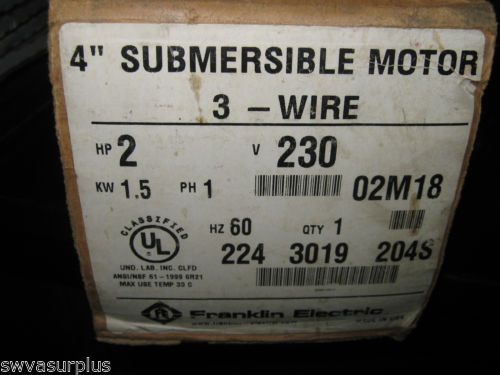 4" SUBMERSIBLE MOTOR
3 - WIRE
HP 2 V 230
KW 1.5 PH 1 02M18
CLASSIFIED
UL
HZ 60 QTY 1
224 3019 204S
UND. LAB. INC. CLFD
ANSI/NSF 61-1999 6R21
MAX USE TEMP 30 C
Franklin Electric
swvasurplus